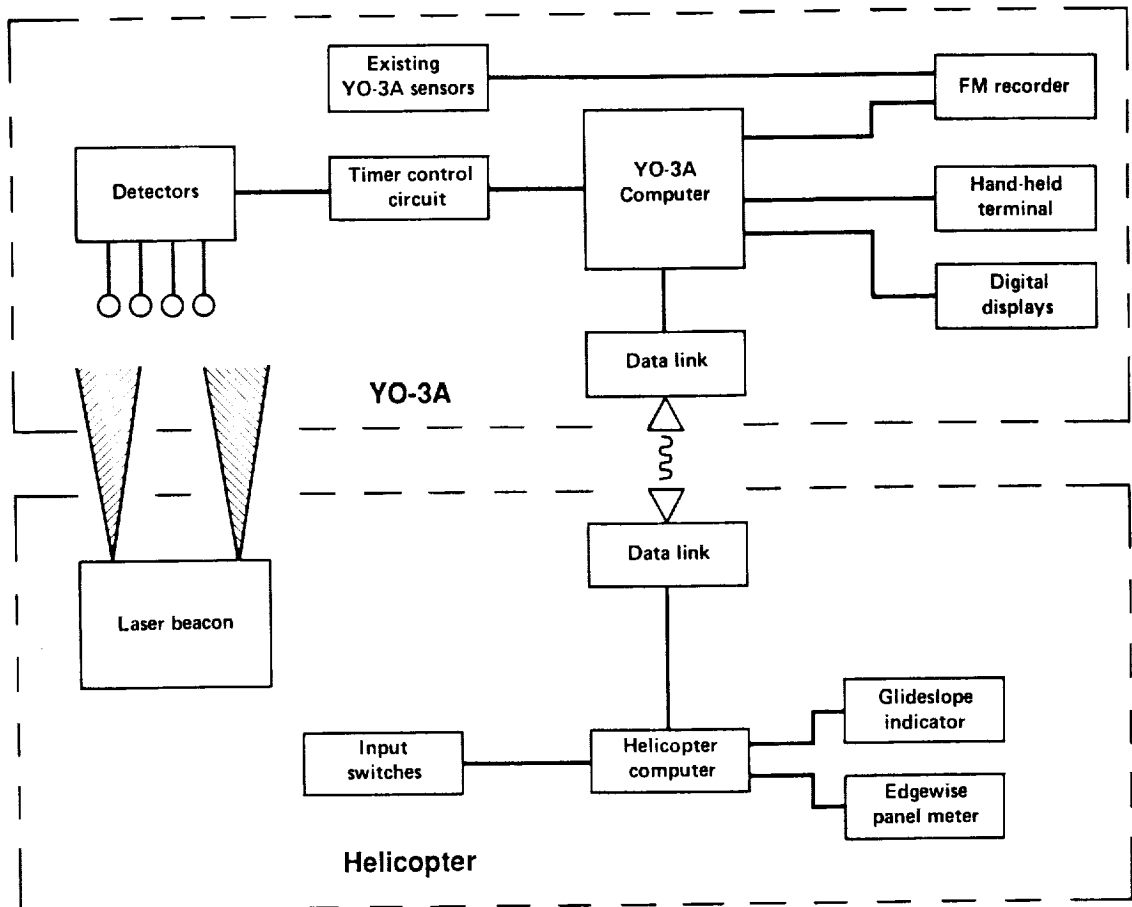 Existing
YO-3A sensors
FM recorder
Detectors
Timer control
circuit
YO-3A
Computer
Hand-held
terminal
Digital
displays
Data link
YO-3A
Data link
Laser beacon
Glideslope
indicator
Input
switches
Helicopter
computer
Edgewise
panel meter
Helicopter